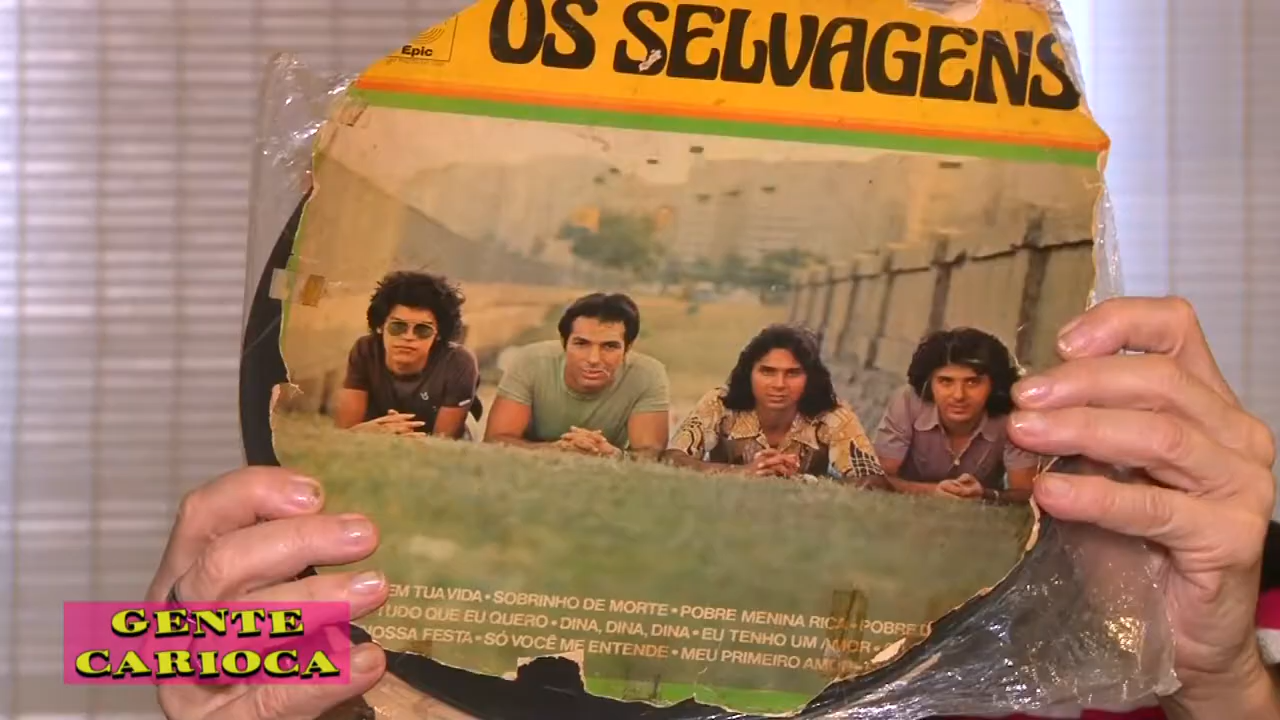 Epic
OS SELVAGENS
EM TUA VIDA • SOBRINHO DE MORTE • POBRE MENINA RICA • POBRE
TUDO QUE EU QUERO • DINA, DINA, DINA • EU TENHO UM AMOR •
NOSSA FESTA • SÓ VOCÊ ME ENTENDE • MEU PRIMEIRO AMOR
GENTE
CARIOCA